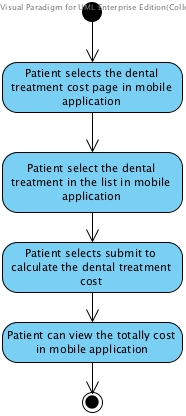 Visual Paradigm for UML Enterprise Edition(Colle
Patient selects the dental
treatment cost page in mobile
application
Patient select the dental
treatment in the list in mobile
application
Patient selects submit to
calculate the dental treatment
cost
Patient can view the totally cost
in mobile application